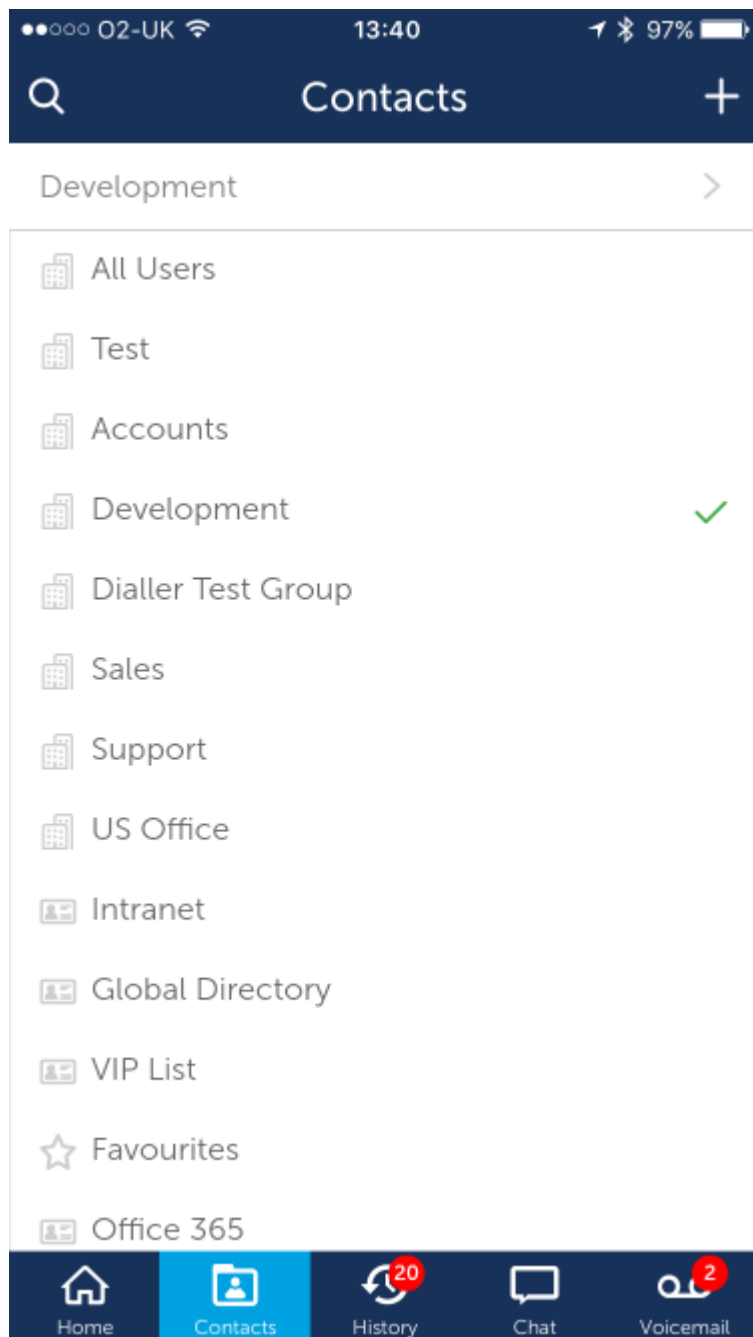 O2-UK 13:40 97%
Contacts
Development
All Users
Test
Accounts
Development
Dialler Test Group
Sales
Support
US Office
Intranet
Global Directory
VIP List
Favourites
Office 365
20 2
Home Contacts History Chat Voicemail